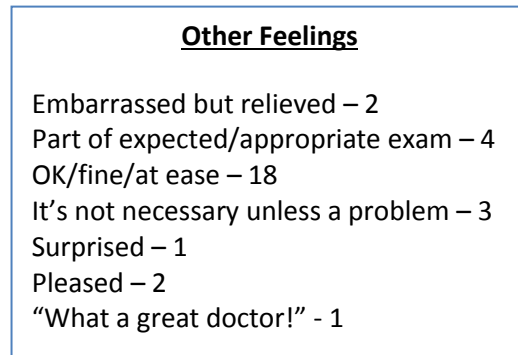 Other Feelings
Embarrassed but relieved – 2
Part of expected/appropriate exam – 4
OK/fine/at ease – 18
It’s not necessary unless a problem – 3
Surprised – 1
Pleased – 2
“What a great doctor!” - 1